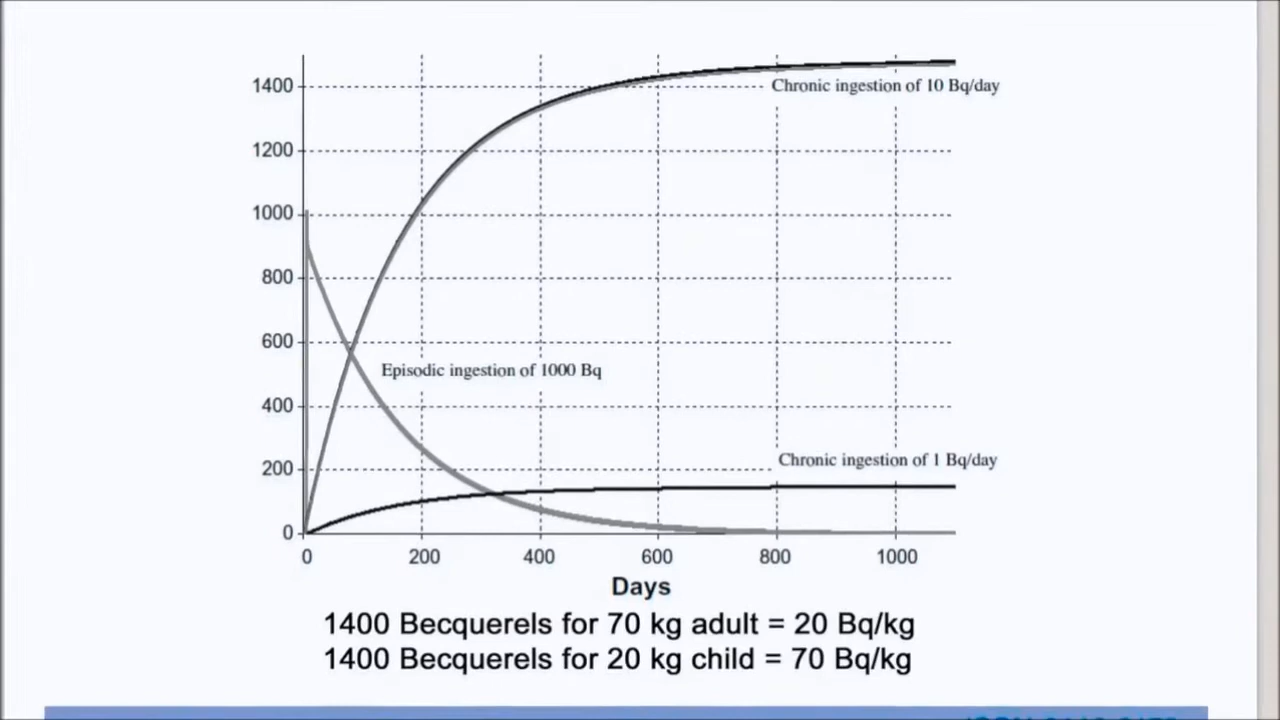 1400
Chronic ingestion of 10 Bq/day
1200
1000
800
600
Episodic ingestion of 1000 Bq
400
Chronic ingestion of 1 Bq/day
200
0
0 200 400 600 800 1000
Days
1400 Becquerels for 70 kg adult = 20 Bq/kg
1400 Becquerels for 20 kg child = 70 Bq/kg